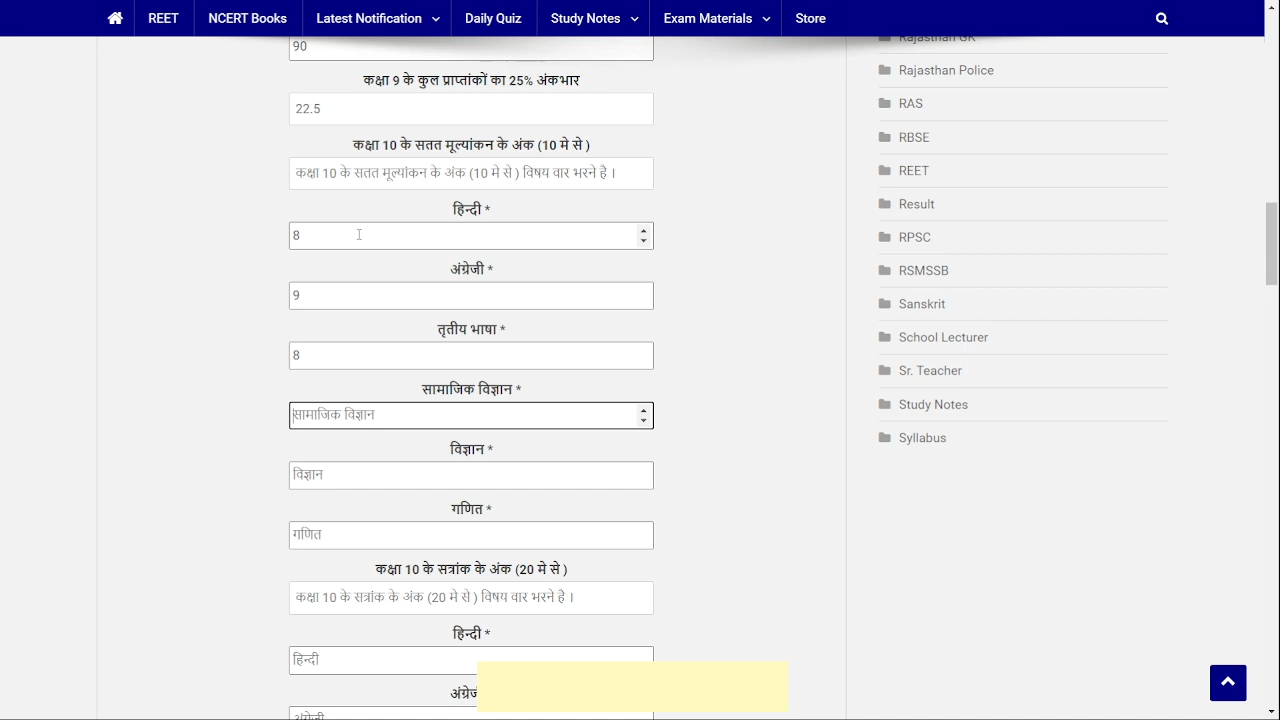 REET NCERT Books Latest Notification Daily Quiz Study Notes Exam Materials Store
90
कक्षा 9 के कुल प्राप्तांकों का 25% अंकभार
22.5
कक्षा 10 के सतत मूल्यांकन के अंक (10 मे से )
कक्षा 10 के सतत मूल्यांकन के अंक (10 मे से ) विषय वार भरने है ।
हिन्दी *
8
अंग्रेजी *
9
तृतीय भाषा *
8
सामाजिक विज्ञान *
सामाजिक विज्ञान
विज्ञान *
विज्ञान
गणित *
गणित
कक्षा 10 के सत्रांक के अंक (20 मे से )
कक्षा 10 के सत्रांक के अंक (20 मे से ) विषय वार भरने है ।
हिन्दी *
हिन्दी
अंग्रेजी
Rajasthan GK
Rajasthan Police
RAS
RBSE
REET
Result
RPSC
RSMSSB
Sanskrit
School Lecturer
Sr. Teacher
Study Notes
Syllabus